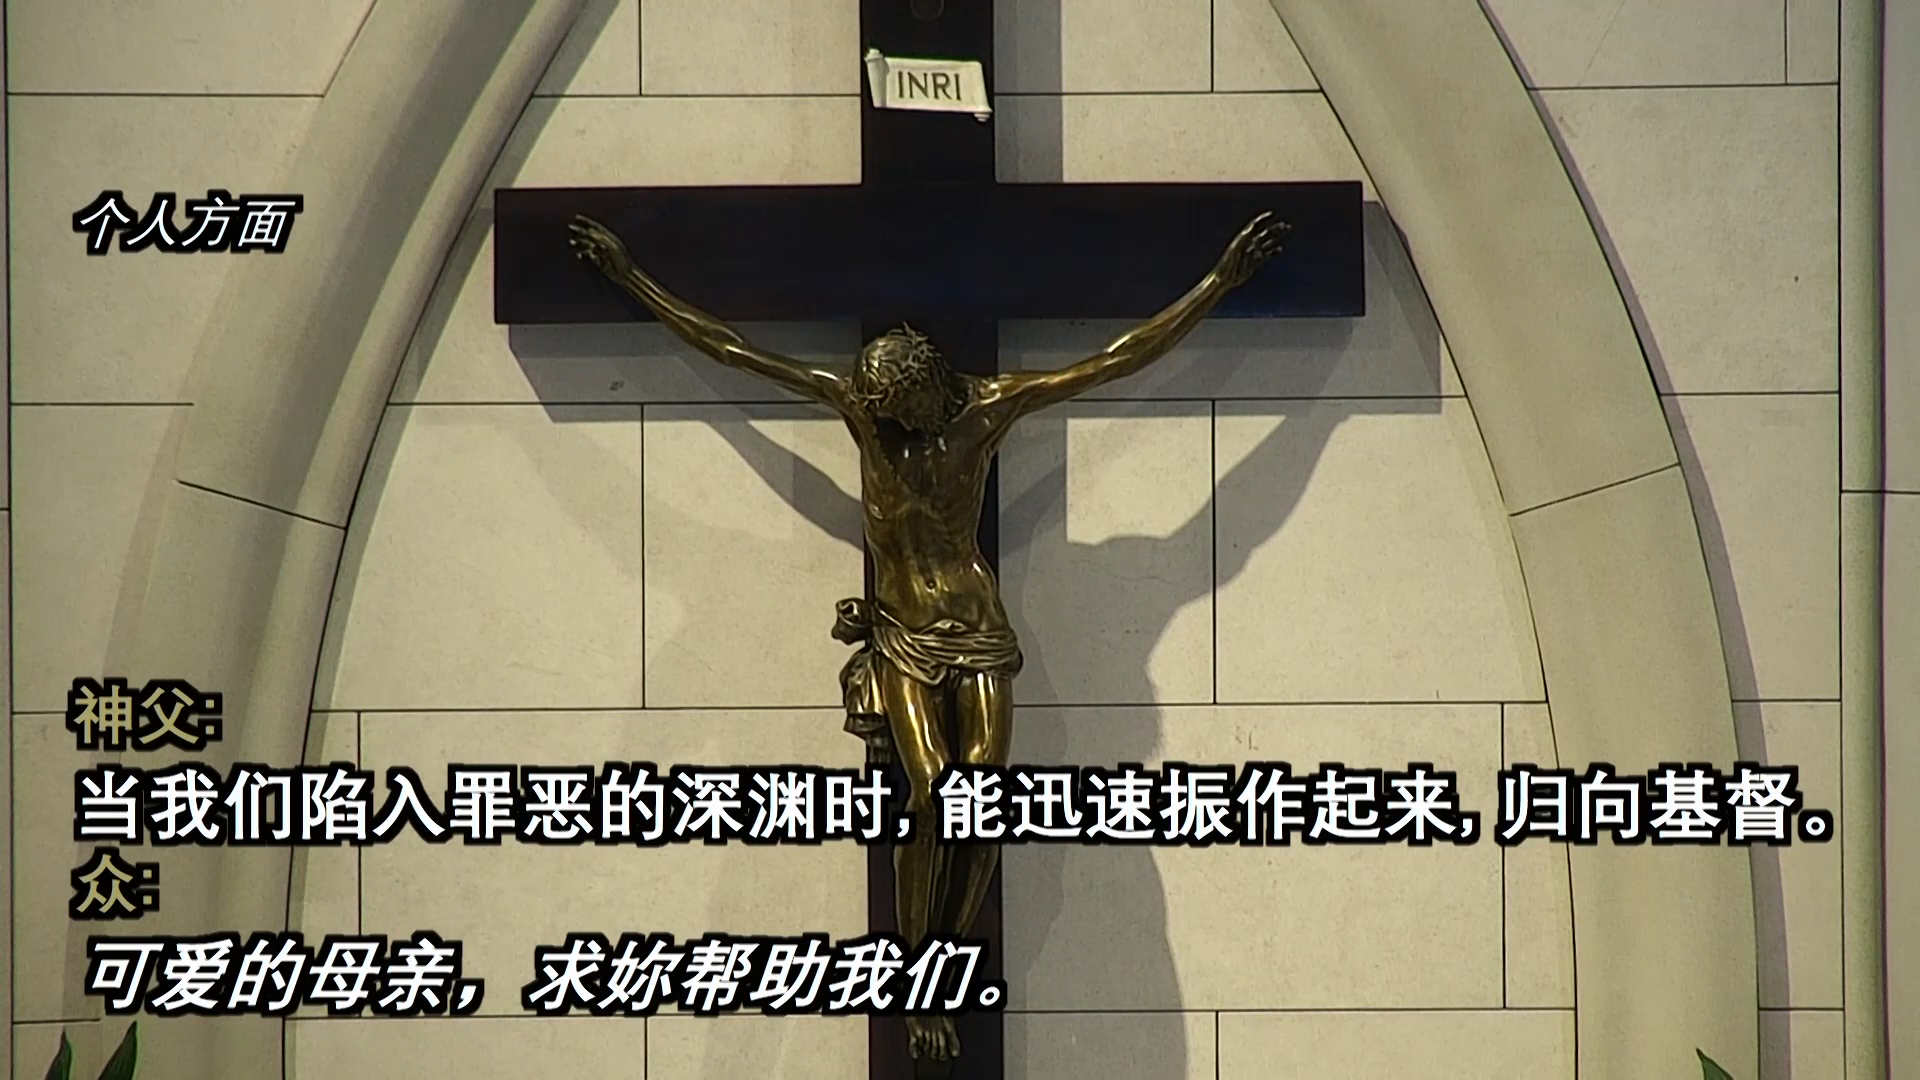 INRI
个人方面
神父:
当我们陷入罪恶的深渊时, 能迅速振作起来, 归向基督。
众:
可爱的母亲，求妳帮助我们。